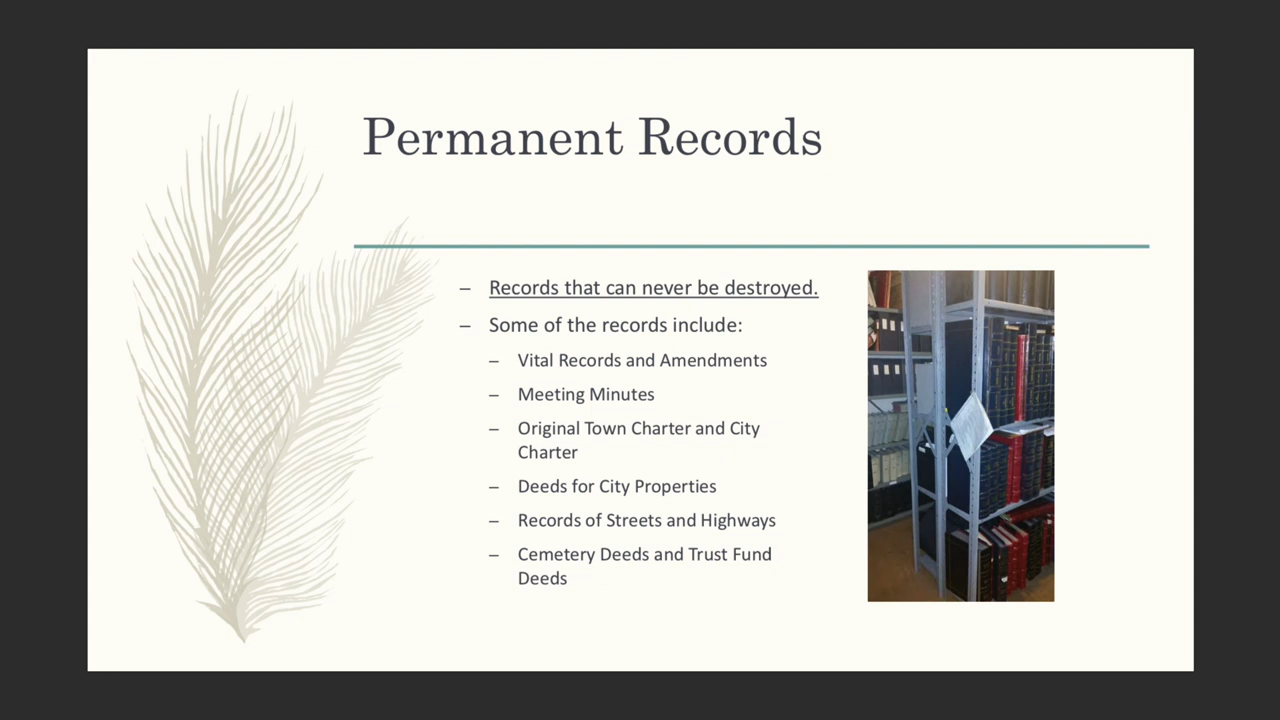 Permanent Records
– Records that can never be destroyed.
– Some of the records include:
– Vital Records and Amendments
– Meeting Minutes
– Original Town Charter and City
Charter
– Deeds for City Properties
– Records of Streets and Highways
– Cemetery Deeds and Trust Fund
Deeds